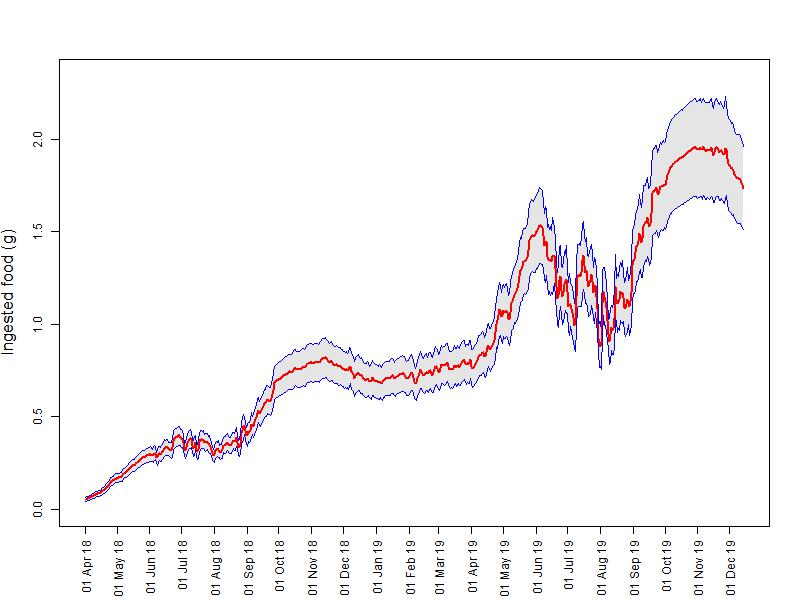 Ingested food (g)
2.0
1.5
1.0
0.5
0.0
01 Apr 18
01 May 18
01 Jun 18
01 Jul 18
01 Aug 18
01 Sep 18
01 Oct 18
01 Nov 18
01 Dec 18
01 Jan 19
01 Feb 19
01 Mar 19
01 Apr 19
01 May 19
01 Jun 19
01 Jul 19
01 Aug 19
01 Sep 19
01 Oct 19
01 Nov 19
01 Dec 19